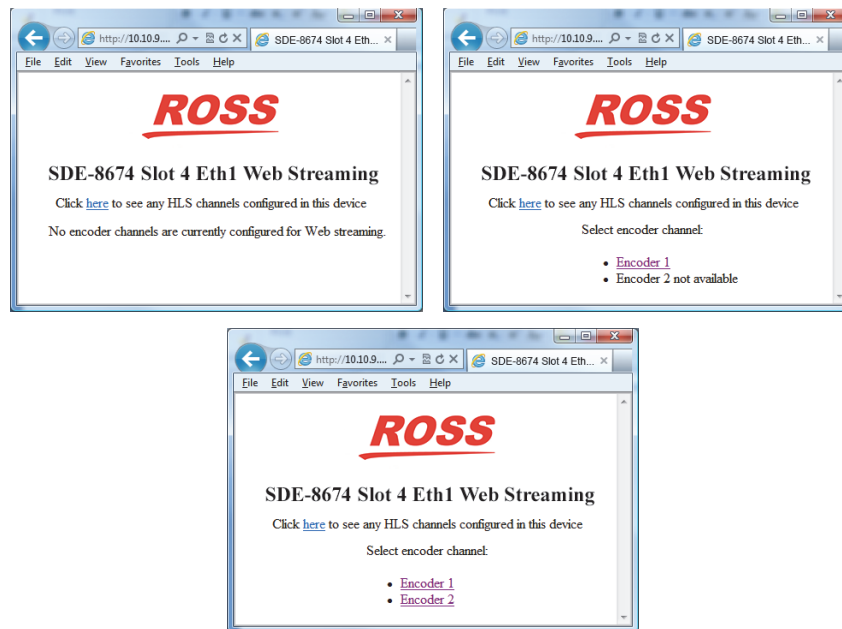 http://10.10.9....
SDE-8674 Slot 4 Eth...
File Edit View Favorites Tools Help
ROSS
SDE-8674 Slot 4 Eth1 Web Streaming
Click here to see any HLS channels configured in this device
No encoder channels are currently configured for Web streaming.
http://10.10.9....
SDE-8674 Slot 4 Eth...
File Edit View Favorites Tools Help
ROSS
SDE-8674 Slot 4 Eth1 Web Streaming
Click here to see any HLS channels configured in this device
Select encoder channel:
• Encoder 1
• Encoder 2 not available
http://10.10.9....
SDE-8674 Slot 4 Eth...
File Edit View Favorites Tools Help
ROSS
SDE-8674 Slot 4 Eth1 Web Streaming
Click here to see any HLS channels configured in this device
Select encoder channel:
• Encoder 1
• Encoder 2